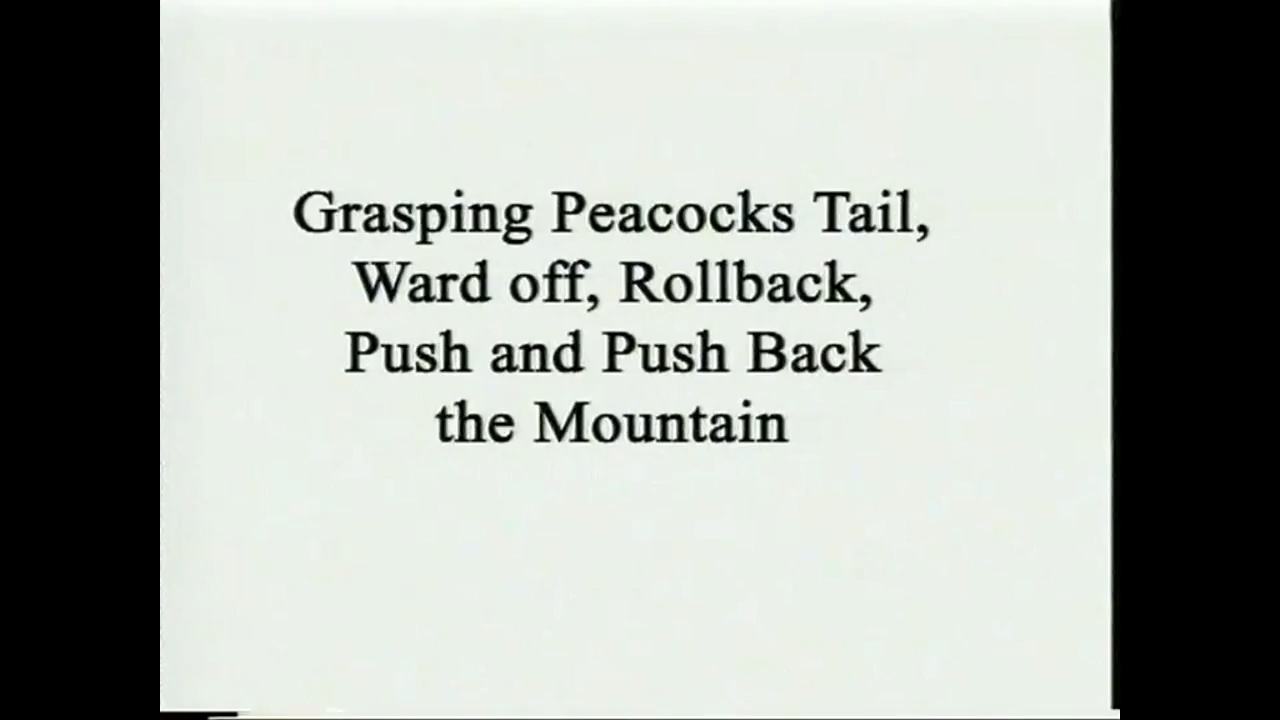 Grasping Peacocks Tail,
Ward off, Rollback,
Push and Push Back
the Mountain